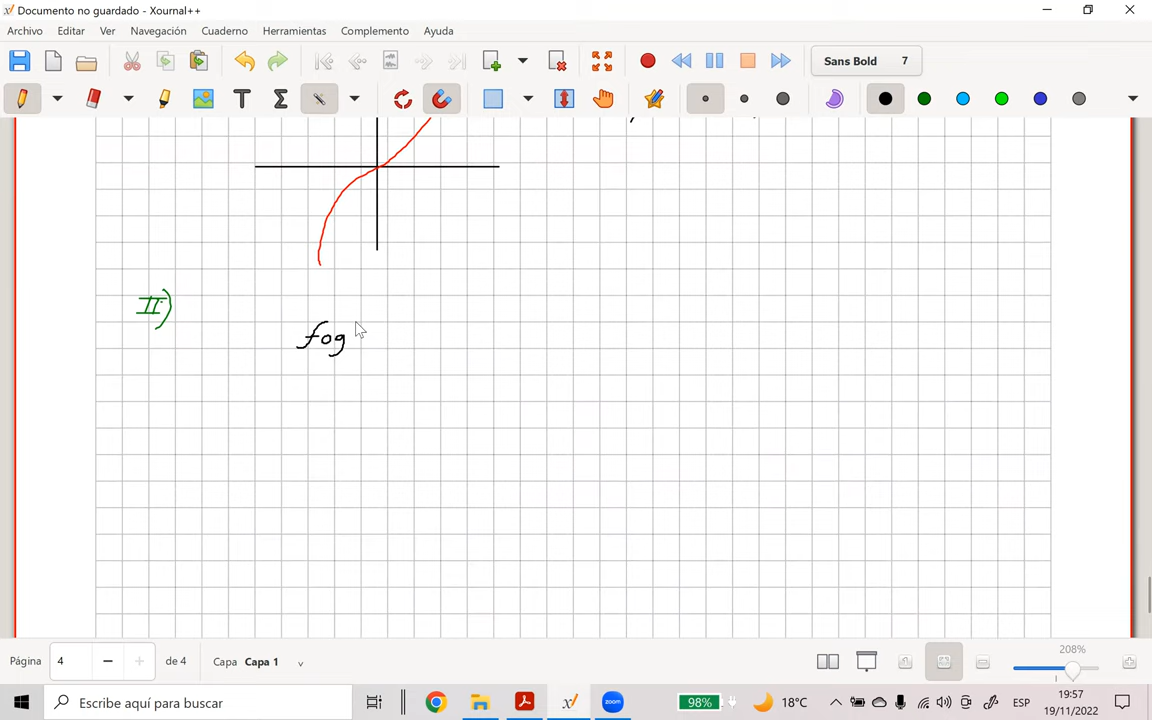 Documento no guardado - Xournal++
Archivo Editar Ver Navegación Cuaderno Herramientas Complemento Ayuda
Sans Bold 7
II)
fog
Página 4 de 4 Capa Capa 1 208%
Escribe aquí para buscar 98% 18°C ESP 19:57
19/11/2022